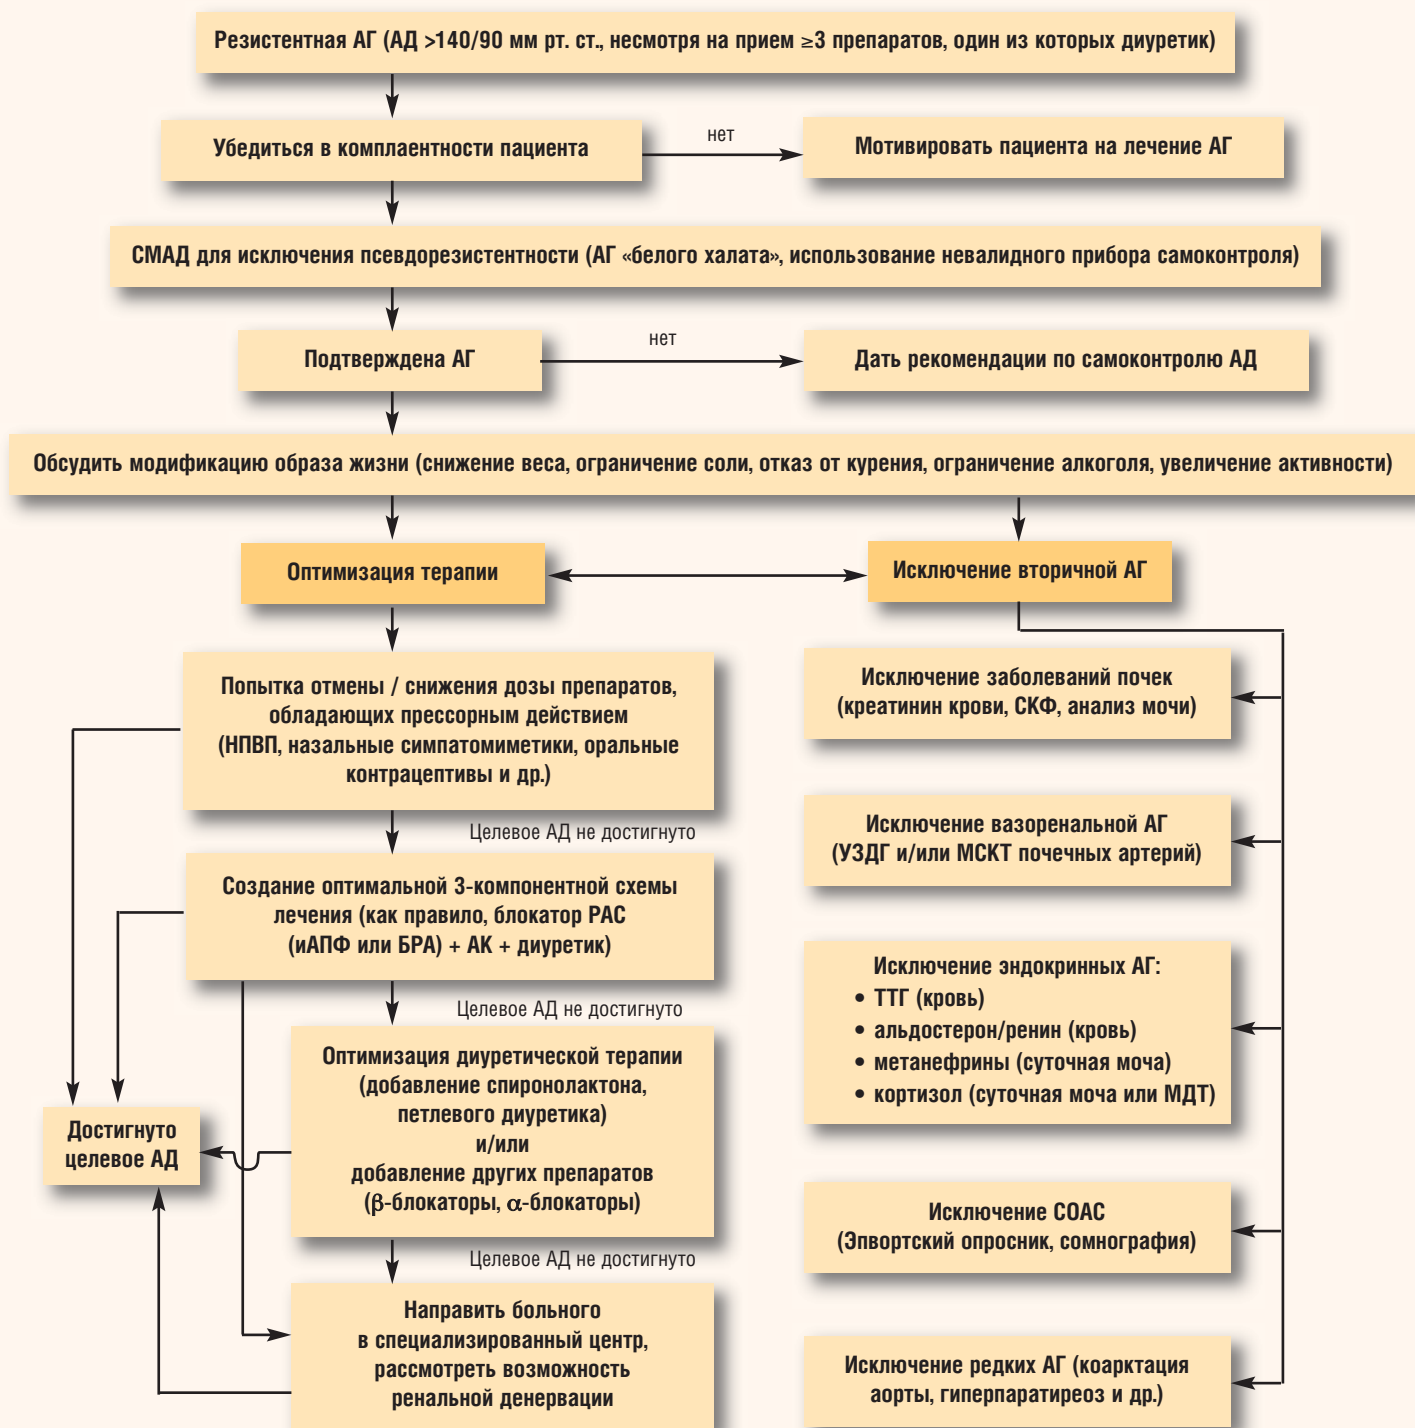 Резистентная АГ (АД >140/90 мм рт. ст., несмотря на прием ≥3 препаратов, один из которых диуретик)
Убедиться в комплаентности пациента
нет
Мотивировать пациента на лечение АГ
СМАД для исключения псевдорезистентности (АГ «белого халата», использование невалидного прибора самоконтроля)
Подтверждена АГ
нет
Дать рекомендации по самоконтролю АД
Обсудить модификацию образа жизни (снижение веса, ограничение соли, отказ от курения, ограничение алкоголя, увеличение активности)
Оптимизация терапии
Исключение вторичной АГ
Попытка отмены / снижения дозы препаратов,
обладающих прессорным действием
(НПВП, назальные симпатомиметики, оральные
контрацептивы и др.)
Целевое АД не достигнуто
Создание оптимальной 3-компонентной схемы
лечения (как правило, блокатор РАС
(иАПФ или БРА) + АК + диуретик)
Целевое АД не достигнуто
Оптимизация диуретической терапии
(добавление спиронолактона,
петлевого диуретика)
и/или
добавление других препаратов
(β-блокаторы, α-блокаторы)
Достигнуто
целевое АД
Целевое АД не достигнуто
Направить больного
в специализированный центр,
рассмотреть возможность
ренальной денервации
Исключение заболеваний почек
(креатинин крови, СКФ, анализ мочи)
Исключение вазоренальной АГ
(УЗДГ и/или МСКТ почечных артерий)
Исключение эндокринных АГ:
• ТТГ (кровь)
• альдостерон/ренин (кровь)
• метанефрины (суточная моча)
• кортизол (суточная моча или МДТ)
Исключение СОАС
(Эпвортский опросник, сомнография)
Исключение редких АГ (коарктация
аорты, гиперпаратиреоз и др.)